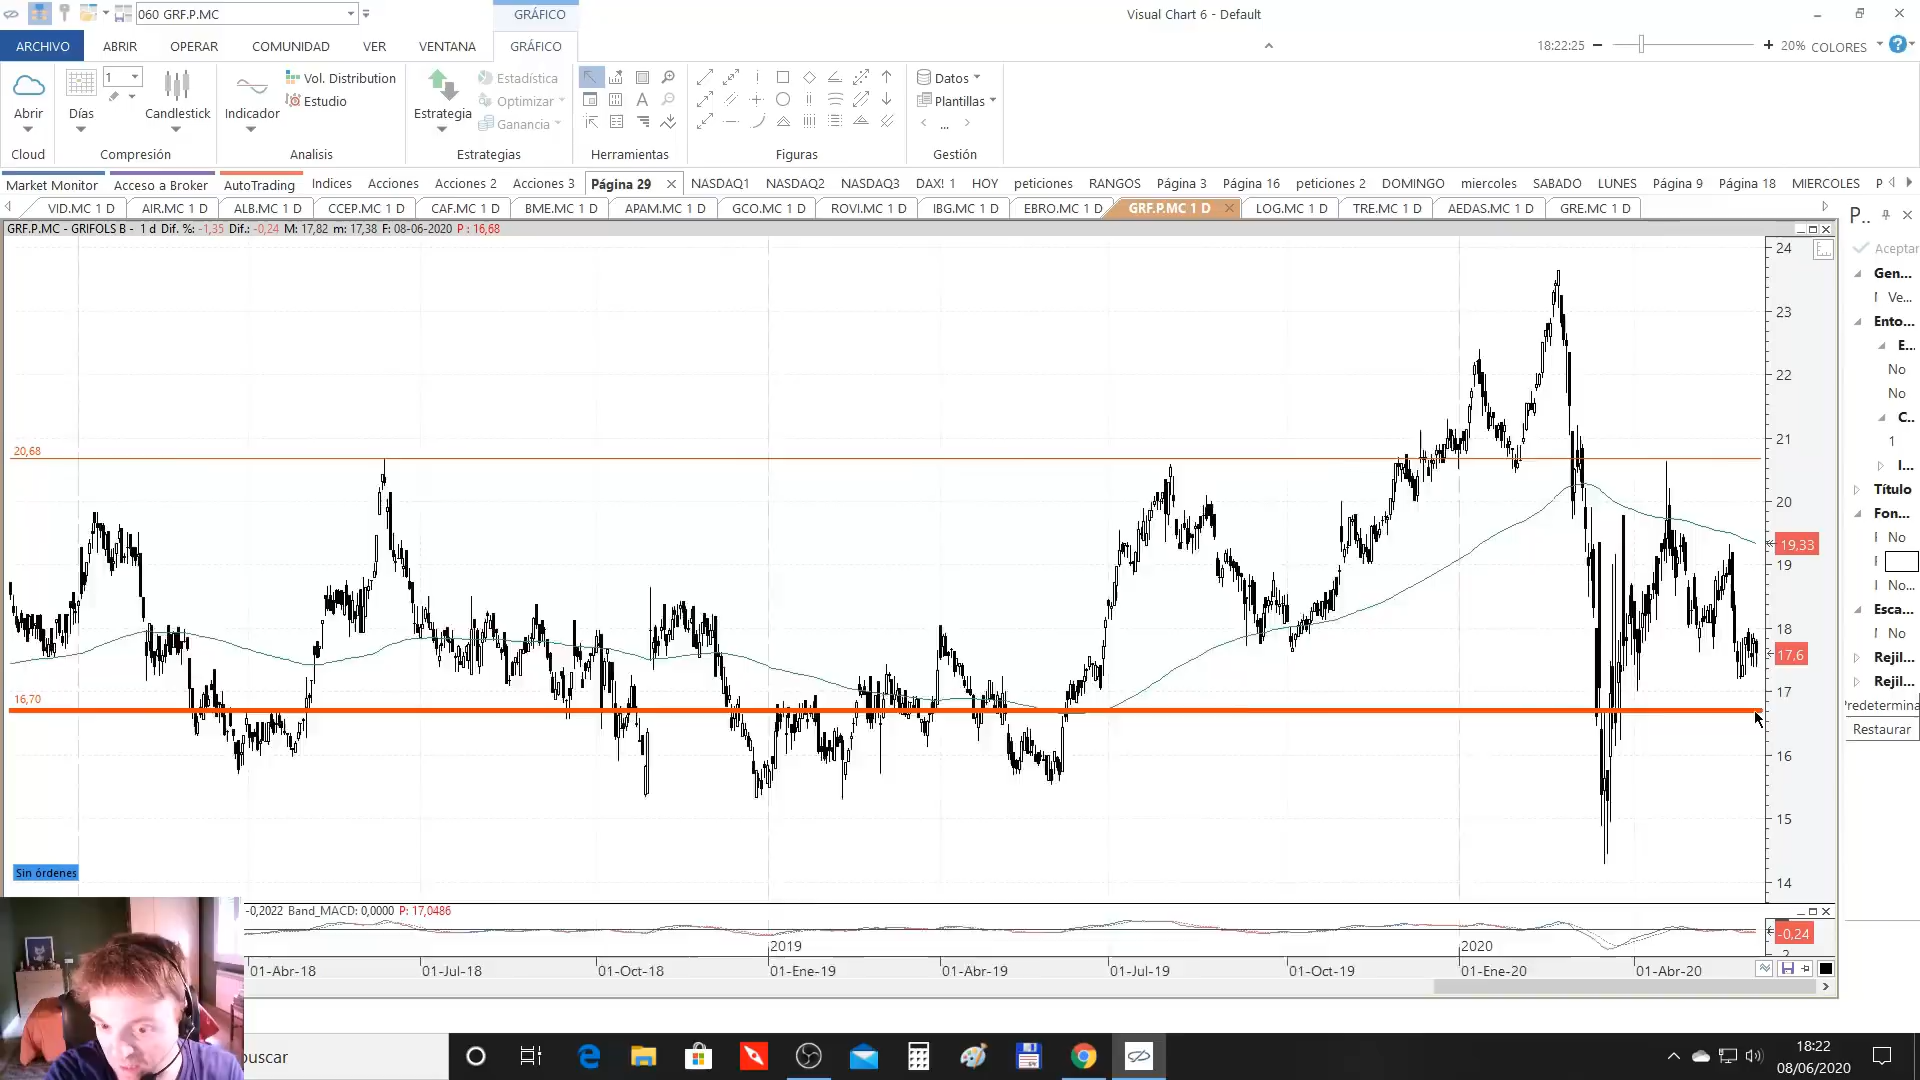 060 GRF.P.MC
GRÁFICO
Visual Chart 6 - Default
ARCHIVO ABRIR OPERAR COMUNIDAD VER VENTANA GRÁFICO
18:22:25 20% COLORES
1
Vol. Distribution
Estudio
Estadística
Optimizar
Ganancia
Datos
Plantillas
...
Abrir Días Candlestick Indicador Estrategia
Cloud Compresión Analisis Estrategias Herramientas Figuras Gestión
Market Monitor Acceso a Broker AutoTrading Indices Acciones Acciones 2 Acciones 3 Página 29 NASDAQ1 NASDAQ2 NASDAQ3 DAX! 1 HOY peticiones RANGOS Página 3 Página 16 peticiones 2 DOMINGO miercoles SABADO LUNES Página 9 Página 18 MIERCOLES P
VID.MC 1 D AIR.MC 1 D ALB.MC 1 D CCEP.MC 1 D CAF.MC 1 D BME.MC 1 D APAM.MC 1 D GCO.MC 1 D ROVI.MC 1 D IBG.MC 1 D EBRO.MC 1 D GRF.P.MC 1 D LOG.MC 1 D TRE.MC 1 D AEDAS.MC 1 D GRE.MC 1 D
GRF.P.MC - GRIFOLS B - 1 d Dif. %: -1,35 Dif.: -0,24 M: 17,82 m: 17,38 F: 08-06-2020 P : 16,68
24
23
22
21
20
19,33
19
18
17,6
17
16
15
14
20,68
16,70
P..
Aceptar
Gen...
Ve...
Ento...
E...
No
No
C...
1
I...
Título
Fon...
No
No...
Esca...
No
Rejil...
Rejil...
Predetermina
Restaurar
Sin órdenes
-0,2022 Band_MACD: 0,0000 P: 17,0486
-0,24
2019 2020
01-Abr-18 01-Jul-18 01-Oct-18 01-Ene-19 01-Abr-19 01-Jul-19 01-Oct-19 01-Ene-20 01-Abr-20
buscar
18:22
08/06/2020